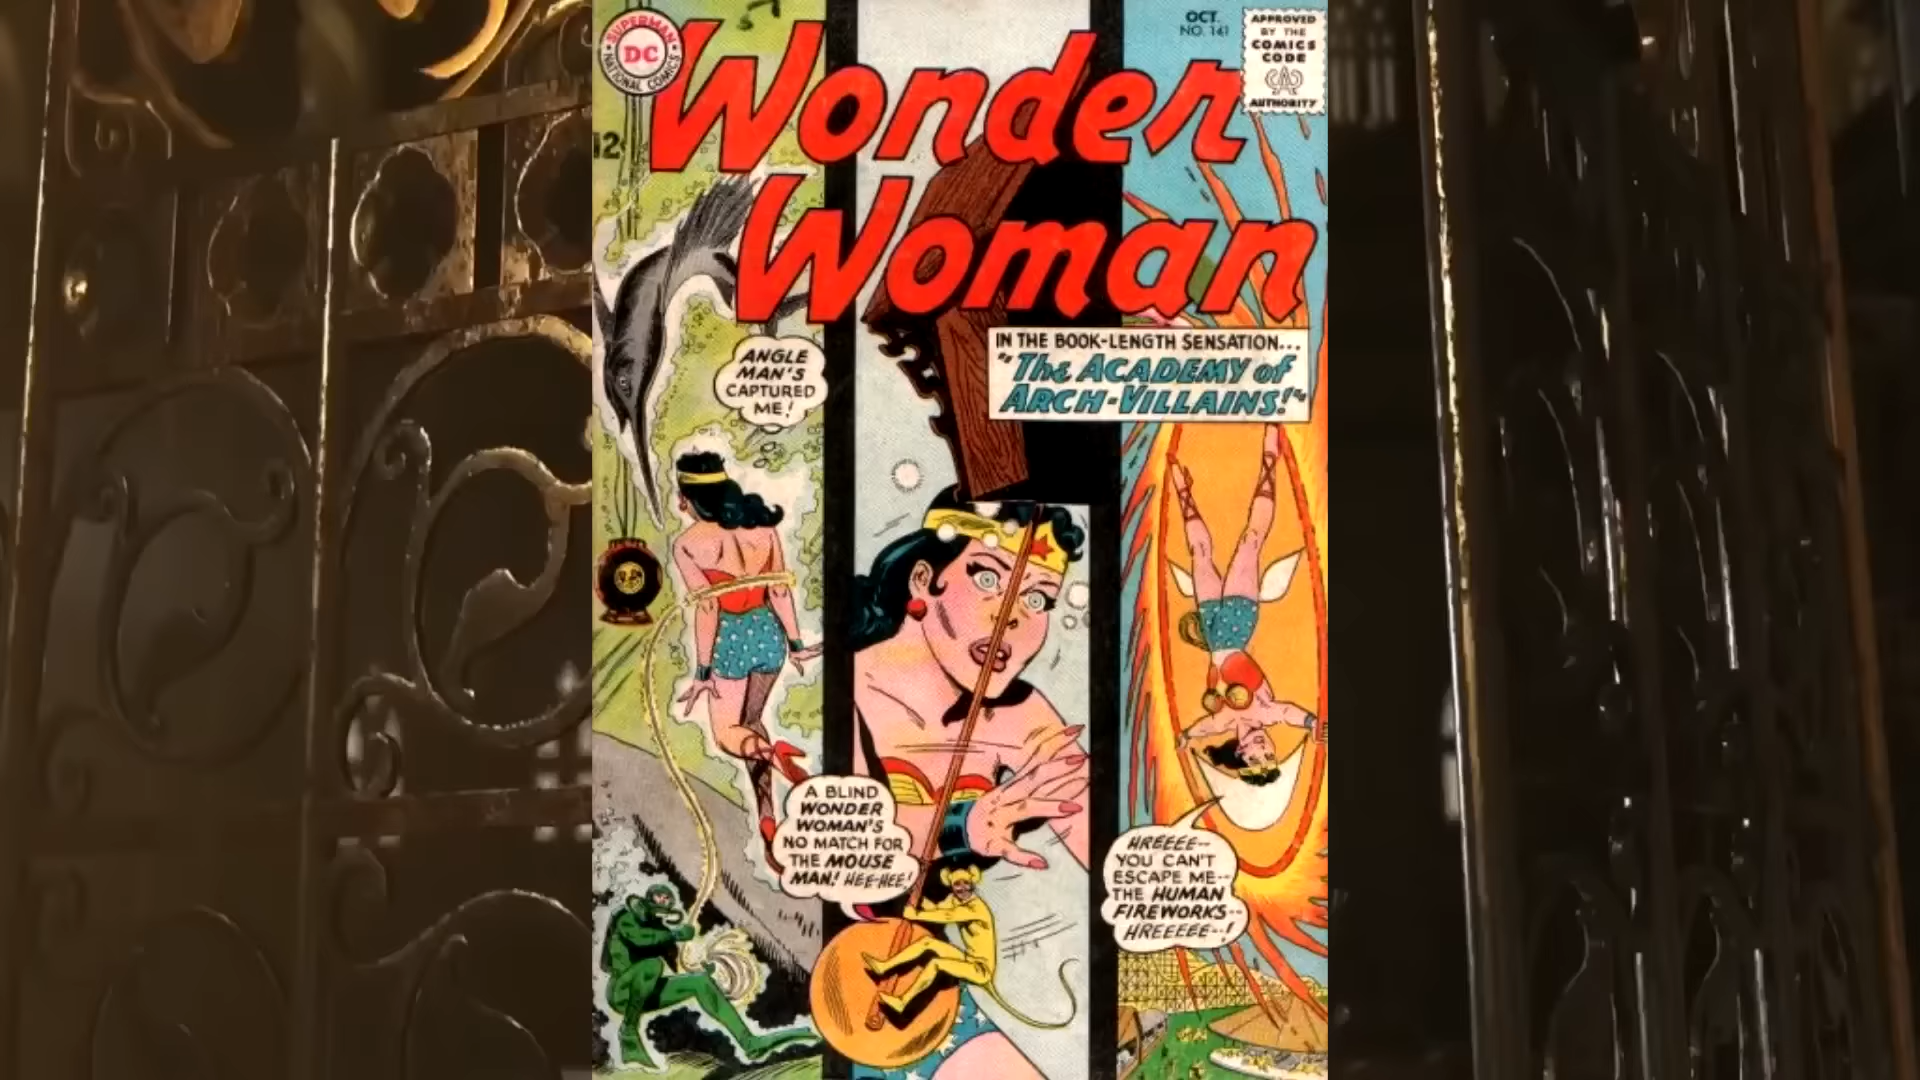 SUPERMAN
DC
NATIONAL COMICS
OCT.
NO. 141
APPROVED
BY THE
COMICS
CODE
AUTHORITY
12¢
Wonder
Woman
IN THE BOOK-LENGTH SENSATION...
"The ACADEMY of
ARCH-VILLAINS!"
ANGLE
MAN'S
CAPTURED
ME!
A BLIND
WONDER
WOMAN'S
NO MATCH FOR
THE MOUSE
MAN! HEE-HEE!
HREEEE--
YOU CAN'T
ESCAPE ME--
THE HUMAN
FIREWORKS--
HREEEEE--!